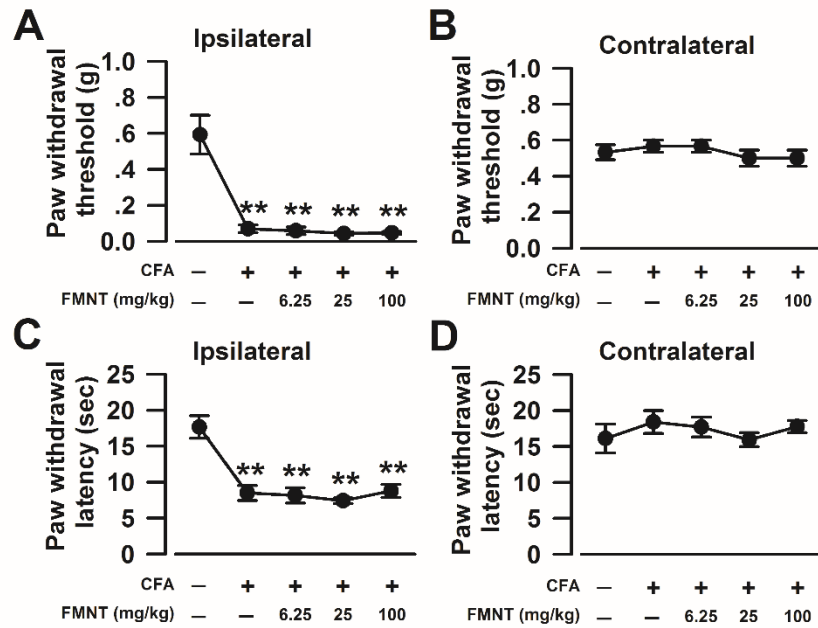 A
Ipsilateral
Paw withdrawal
threshold (g)
1.0
.8
.6
.4
.2
0.0
** ** ** **
CFA – + + + +
FMNT (mg/kg) – – 6.25 25 100
B
Contralateral
Paw withdrawal
threshold (g)
1.0
.8
.6
.4
.2
0.0
CFA – + + + +
FMNT (mg/kg) – – 6.25 25 100
C
Ipsilateral
Paw withdrawal
latency (sec)
25
20
15
10
5
0
** ** ** **
CFA – + + + +
FMNT (mg/kg) – – 6.25 25 100
D
Contralateral
Paw withdrawal
latency (sec)
25
20
15
10
5
0
CFA – + + + +
FMNT (mg/kg) – – 6.25 25 100